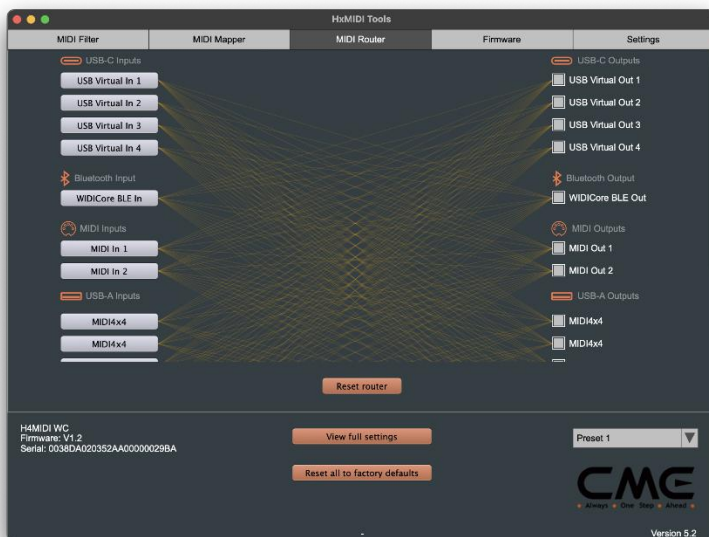 HxMIDI Tools
MIDI Filter
MIDI Mapper
MIDI Router
Firmware
Settings
USB-C Inputs
USB Virtual In 1
USB Virtual In 2
USB Virtual In 3
USB Virtual In 4
Bluetooth Input
WIDICore BLE In
MIDI Inputs
MIDI In 1
MIDI In 2
USB-A Inputs
MIDI4x4
MIDI4x4
USB-C Outputs
USB Virtual Out 1
USB Virtual Out 2
USB Virtual Out 3
USB Virtual Out 4
Bluetooth Output
WIDICore BLE Out
MIDI Outputs
MIDI Out 1
MIDI Out 2
USB-A Outputs
MIDI4x4
MIDI4x4
Reset router
H4MIDI WC
Firmware: V1.2
Serial: 0038DA020352AA00000029BA
View full settings
Reset all to factory defaults
Preset 1
CME
Always One Step Ahead
-
Version 5.2